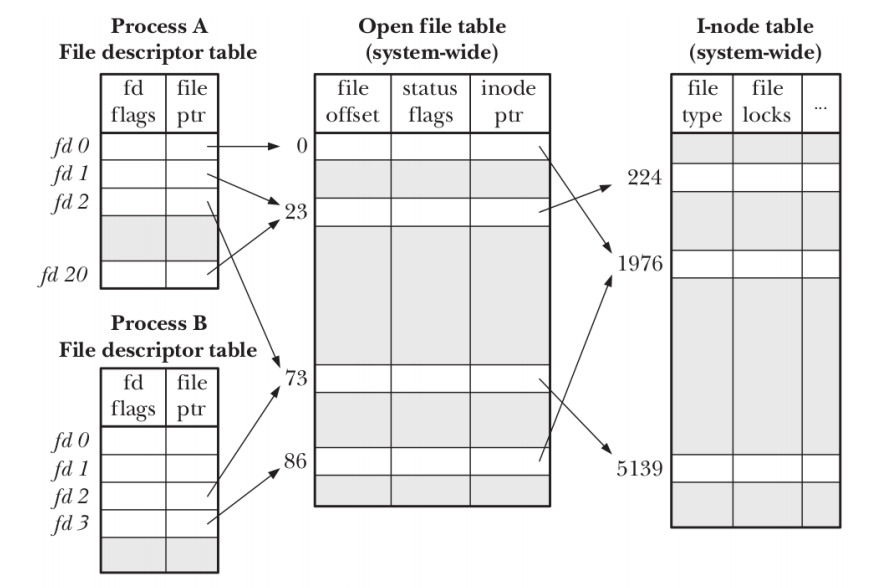 Process A
File descriptor table
fd
flags
file
ptr
fd 0
fd 1
fd 2
fd 20
Process B
File descriptor table
fd
flags
file
ptr
fd 0
fd 1
fd 2
fd 3
Open file table
(system-wide)
file
offset
status
flags
inode
ptr
0
23
73
86
I-node table
(system-wide)
file
type
file
locks
...
224
1976
5139